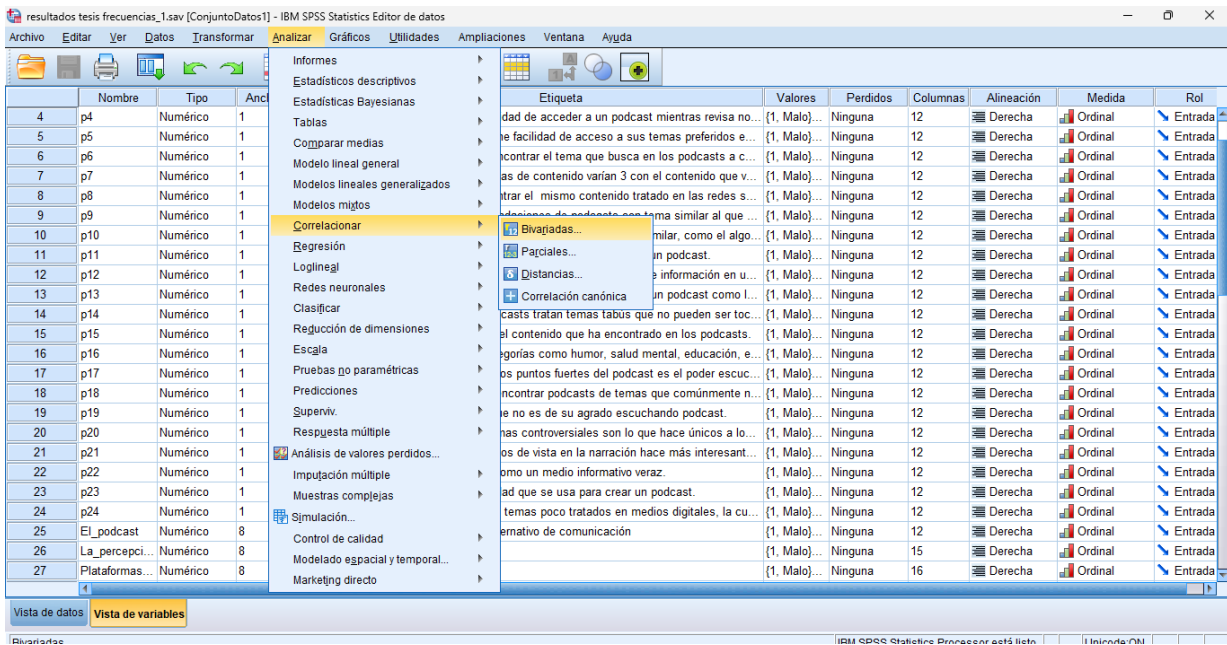 resultados tesis frecuencias_1.sav [ConjuntoDatos1] - IBM SPSS Statistics Editor de datos
Archivo Editar Ver Datos Transformar Analizar Gráficos Utilidades Ampliaciones Ventana Ayuda
Nombre Tipo Anch Etiqueta Valores Perdidos Columnas Alineación Medida Rol
4 p4 Numérico 1 dad de acceder a un podcast mientras revisa no... {1, Malo}... Ninguna 12 Derecha Ordinal Entrada
5 p5 Numérico 1 ne facilidad de acceso a sus temas preferidos e... {1, Malo}... Ninguna 12 Derecha Ordinal Entrada
6 p6 Numérico 1 ncontrar el tema que busca en los podcasts a c... {1, Malo}... Ninguna 12 Derecha Ordinal Entrada
7 p7 Numérico 1 as de contenido varían 3 con el contenido que v... {1, Malo}... Ninguna 12 Derecha Ordinal Entrada
8 p8 Numérico 1 ntrar el mismo contenido tratado en las redes s... {1, Malo}... Ninguna 12 Derecha Ordinal Entrada
9 p9 Numérico 1 podcasts con tema similar al que ... {1, Malo}... Ninguna 12 Derecha Ordinal Entrada
10 p10 Numérico 1 milar, como el algo... {1, Malo}... Ninguna 12 Derecha Ordinal Entrada
11 p11 Numérico 1 un podcast. {1, Malo}... Ninguna 12 Derecha Ordinal Entrada
12 p12 Numérico 1 e información en u... {1, Malo}... Ninguna 12 Derecha Ordinal Entrada
13 p13 Numérico 1 un podcast como l... {1, Malo}... Ninguna 12 Derecha Ordinal Entrada
14 p14 Numérico 1 casts tratan temas tabús que no pueden ser toc... {1, Malo}... Ninguna 12 Derecha Ordinal Entrada
15 p15 Numérico 1 el contenido que ha encontrado en los podcasts. {1, Malo}... Ninguna 12 Derecha Ordinal Entrada
16 p16 Numérico 1 egorías como humor, salud mental, educación, e... {1, Malo}... Ninguna 12 Derecha Ordinal Entrada
17 p17 Numérico 1 os puntos fuertes del podcast es el poder escuc... {1, Malo}... Ninguna 12 Derecha Ordinal Entrada
18 p18 Numérico 1 ncontrar podcasts de temas que comúnmente n... {1, Malo}... Ninguna 12 Derecha Ordinal Entrada
19 p19 Numérico 1 ue no es de su agrado escuchando podcast. {1, Malo}... Ninguna 12 Derecha Ordinal Entrada
20 p20 Numérico 1 mas controversiales son lo que hace únicos a lo... {1, Malo}... Ninguna 12 Derecha Ordinal Entrada
21 p21 Numérico 1 os de vista en la narración hace más interesant... {1, Malo}... Ninguna 12 Derecha Ordinal Entrada
22 p22 Numérico 1 omo un medio informativo veraz. {1, Malo}... Ninguna 12 Derecha Ordinal Entrada
23 p23 Numérico 1 ad que se usa para crear un podcast. {1, Malo}... Ninguna 12 Derecha Ordinal Entrada
24 p24 Numérico 1 temas poco tratados en medios digitales, la cu... {1, Malo}... Ninguna 12 Derecha Ordinal Entrada
25 El_podcast Numérico 8 ernativo de comunicación {1, Malo}... Ninguna 12 Derecha Ordinal Entrada
26 La_percepci... Numérico 8 {1, Malo}... Ninguna 15 Derecha Ordinal Entrada
27 Plataformas... Numérico 8 {1, Malo}... Ninguna 16 Derecha Ordinal Entrada
Informes
Estadísticos descriptivos
Estadísticas Bayesianas
Tablas
Comparar medias
Modelo lineal general
Modelos lineales generalizados
Modelos mixtos
Correlacionar
Regresión
Loglineal
Redes neuronales
Clasificar
Reducción de dimensiones
Escala
Pruebas no paramétricas
Predicciones
Superviv.
Respuesta múltiple
Análisis de valores perdidos...
Imputación múltiple
Muestras complejas
Simulación...
Control de calidad
Modelado espacial y temporal...
Marketing directo
Bivariadas...
Parciales...
Distancias...
Correlación canónica
Vista de datos Vista de variables
Bivariadas IBM SPSS Statistics Processor está listo Unicode:ON